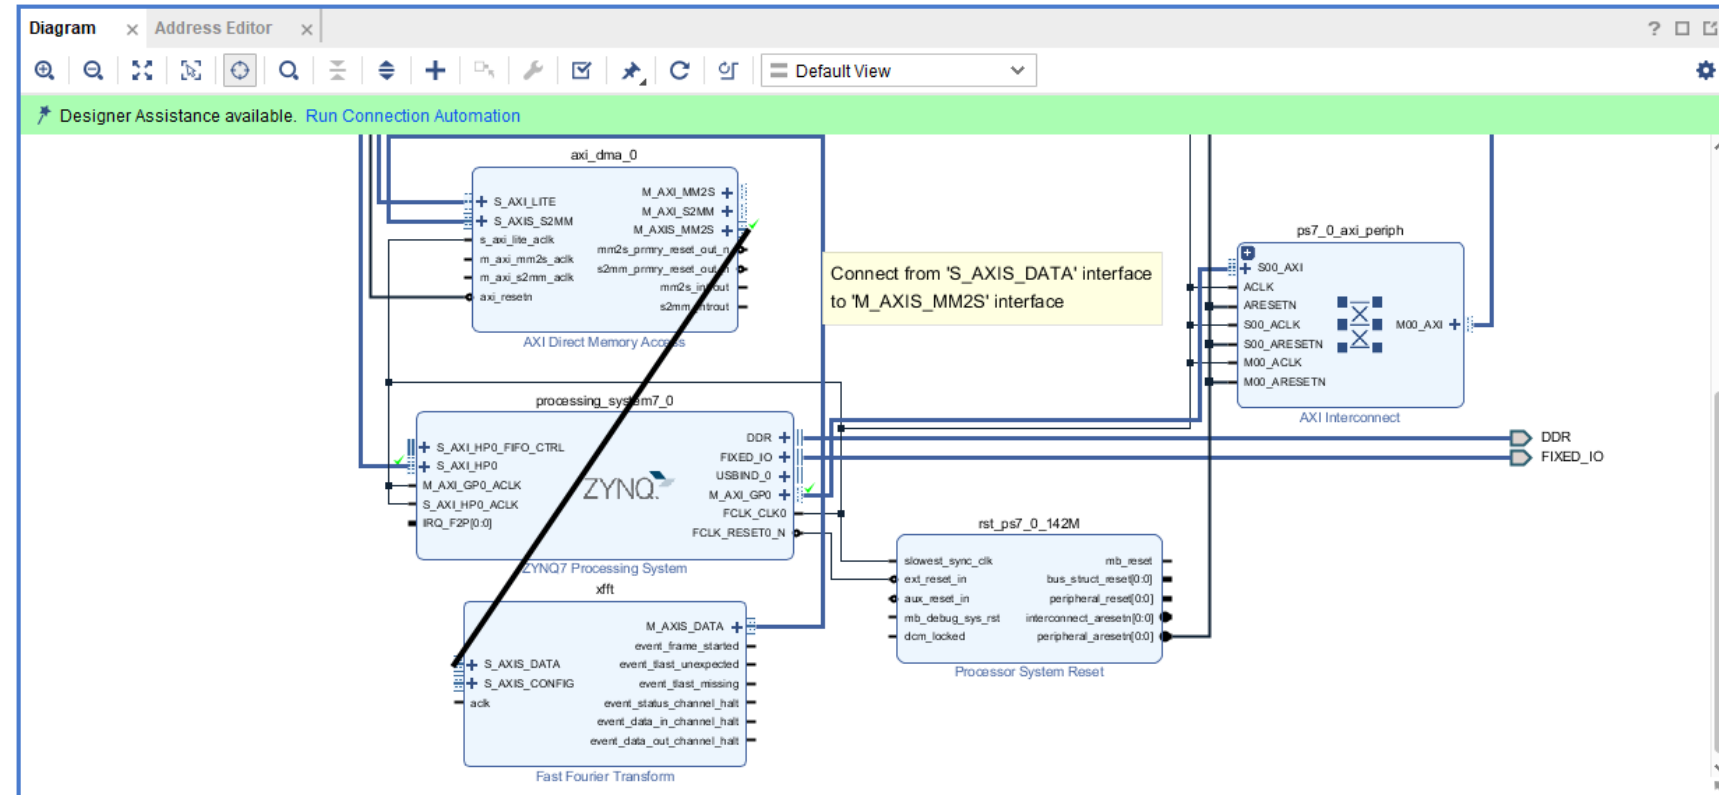 Diagram
Address Editor
Default View
Designer Assistance available. Run Connection Automation
axi_dma_0
S_AXI_LITE
S_AXIS_S2MM
s_axi_lite_aclk
m_axi_mm2s_aclk
m_axi_s2mm_aclk
axi_resetn
M_AXI_MM2S
M_AXI_S2MM
M_AXIS_MM2S
mm2s_prmry_reset_out_n
s2mm_prmry_reset_out_n
mm2s_introut
s2mm_introut
AXI Direct Memory Access
Connect from 'S_AXIS_DATA' interface
to 'M_AXIS_MM2S' interface
ps7_0_axi_periph
S00_AXI
ACLK
ARESETN
S00_ACLK
S00_ARESETN
M00_ACLK
M00_ARESETN
M00_AXI
AXI Interconnect
processing_system7_0
S_AXI_HP0_FIFO_CTRL
S_AXI_HP0
M_AXI_GP0_ACLK
S_AXI_HP0_ACLK
IRQ_F2P[0:0]
ZYNQ
DDR
FIXED_IO
USBIND_0
M_AXI_GP0
FCLK_CLK0
FCLK_RESET0_N
ZYNQ7 Processing System
DDR
FIXED_IO
rst_ps7_0_142M
slowest_sync_clk
ext_reset_in
aux_reset_in
mb_debug_sys_rst
dcm_locked
mb_reset
bus_struct_reset[0:0]
peripheral_reset[0:0]
interconnect_aresetn[0:0]
peripheral_aresetn[0:0]
Processor System Reset
xfft
S_AXIS_DATA
S_AXIS_CONFIG
aclk
M_AXIS_DATA
event_frame_started
event_tlast_unexpected
event_tlast_missing
event_status_channel_halt
event_data_in_channel_halt
event_data_out_channel_halt
Fast Fourier Transform